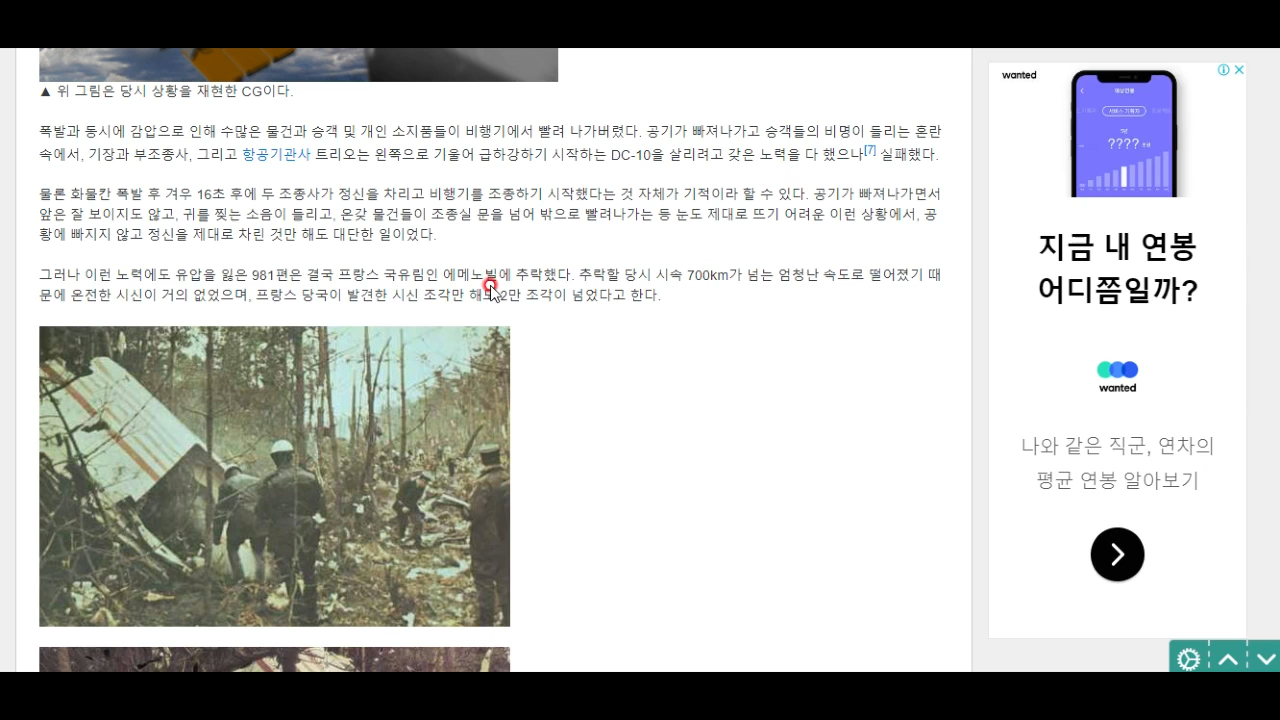 ▲ 위 그림은 당시 상황을 재현한 CG이다.
폭발과 동시에 감압으로 인해 수많은 물건과 승객 및 개인 소지품들이 비행기에서 빨려 나가버렸다. 공기가 빠져나가고 승객들의 비명이 들리는 혼란
속에서, 기장과 부조종사, 그리고 항공기관사 트리오는 왼쪽으로 기울어 급하강하기 시작하는 DC-10을 살리려고 갖은 노력을 다 했으나[7] 실패했다.
물론 화물칸 폭발 후 겨우 16초 후에 두 조종사가 정신을 차리고 비행기를 조종하기 시작했다는 것 자체가 기적이라 할 수 있다. 공기가 빠져나가면서
앞은 잘 보이지도 않고, 귀를 찢는 소음이 들리고, 온갖 물건들이 조종실 문을 넘어 밖으로 빨려나가는 등 눈도 제대로 뜨기 어려운 이런 상황에서, 공
황에 빠지지 않고 정신을 제대로 차린 것만 해도 대단한 일이었다.
그러나 이런 노력에도 유압을 잃은 981편은 결국 프랑스 국유림인 에메노빌에 추락했다. 추락할 당시 시속 700km가 넘는 엄청난 속도로 떨어졌기 때
문에 온전한 시신이 거의 없었으며, 프랑스 당국이 발견한 시신 조각만 해도 2만 조각이 넘었다고 한다.
wanted
????
지금 내 연봉
어디쯤일까?
wanted
나와 같은 직군, 연차의
평균 연봉 알아보기